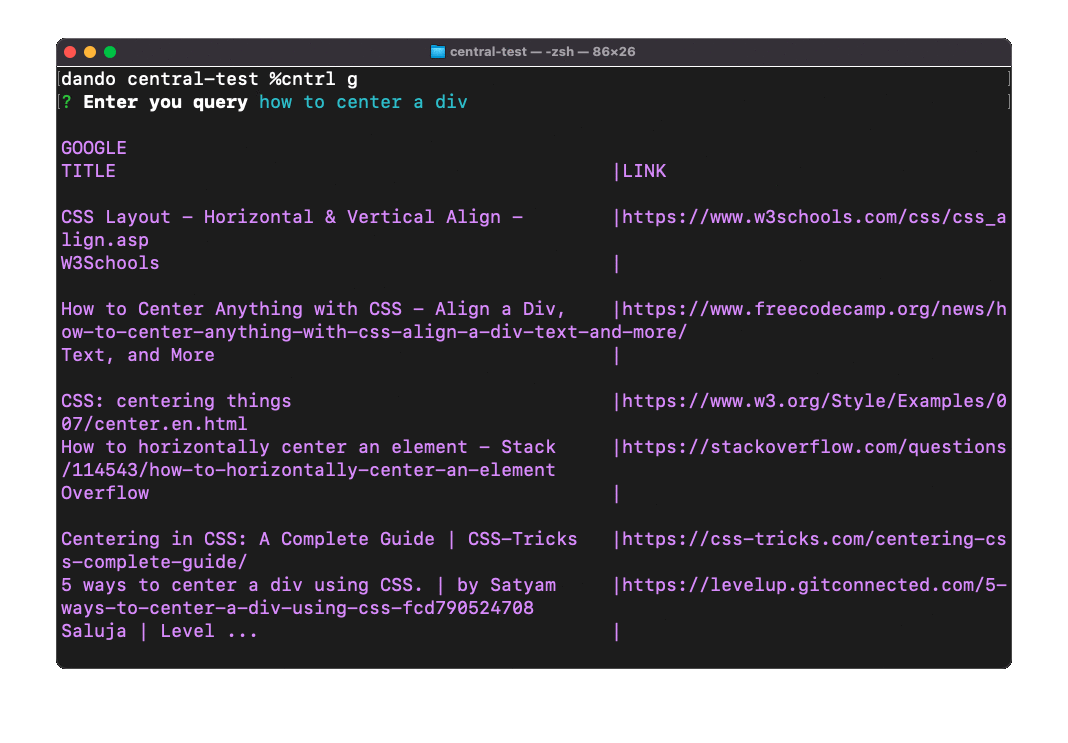 central-test — -zsh — 86×26
dando central-test %cntrl g
? Enter you query how to center a div
GOOGLE
TITLE |LINK
CSS Layout – Horizontal & Vertical Align – |https://www.w3schools.com/css/css_a
lign.asp
W3Schools |
How to Center Anything with CSS – Align a Div, |https://www.freecodecamp.org/news/h
ow-to-center-anything-with-css-align-a-div-text-and-more/
Text, and More |
CSS: centering things |https://www.w3.org/Style/Examples/0
07/center.en.html
How to horizontally center an element – Stack |https://stackoverflow.com/questions
/114543/how-to-horizontally-center-an-element
Overflow |
Centering in CSS: A Complete Guide | CSS-Tricks |https://css-tricks.com/centering-cs
s-complete-guide/
5 ways to center a div using CSS. | by Satyam |https://levelup.gitconnected.com/5-
ways-to-center-a-div-using-css-fcd790524708
Saluja | Level ... |